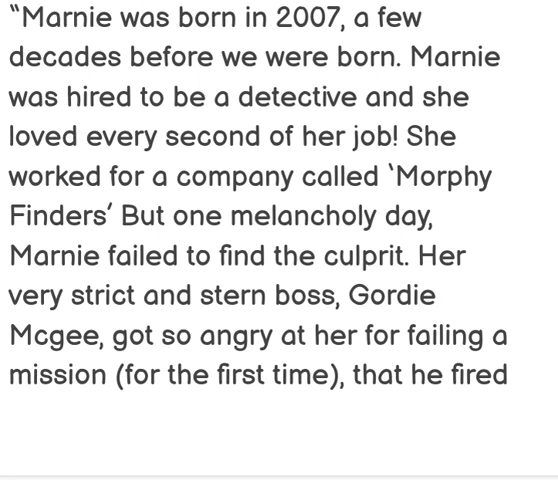 “Marnie was born in 2007, a few
decades before we were born. Marnie
was hired to be a detective and she
loved every second of her job! She
worked for a company called ‘Morphy
Finders’ But one melancholy day,
Marnie failed to find the culprit. Her
very strict and stern boss, Gordie
Mcgee, got so angry at her for failing a
mission (for the first time), that he fired